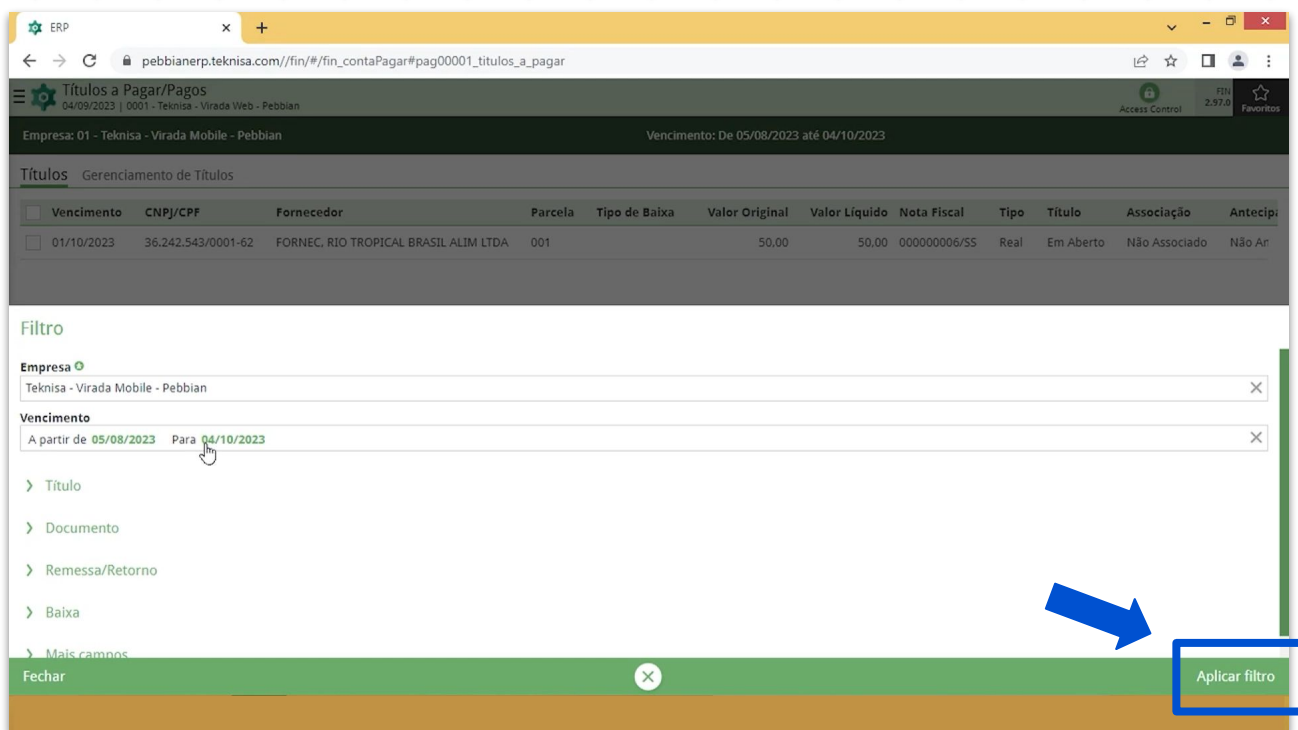 ERP
pebbianerp.teknisa.com//fin/#/fin_contaPagar#pag00001_titulos_a_pagar
Títulos a Pagar/Pagos
04/09/2023 | 0001 - Teknisa - Virada Web - Pebbian
Access Control
FIN
2.97.0
Favoritos
Empresa: 01 - Teknisa - Virada Mobile - Pebbian
Vencimento: De 05/08/2023 até 04/10/2023
Títulos Gerenciamento de Títulos
Vencimento CNPJ/CPF Fornecedor Parcela Tipo de Baixa Valor Original Valor Líquido Nota Fiscal Tipo Título Associação Antecipa
01/10/2023 36.242.543/0001-62 FORNEC, RIO TROPICAL BRASIL ALIM LTDA 001 50,00 50,00 000000006/SS Real Em Aberto Não Associado Não An
Filtro
Empresa
Teknisa - Virada Mobile - Pebbian
Vencimento
A partir de 05/08/2023 Para 04/10/2023
Título
Documento
Remessa/Retorno
Baixa
Mais campos
Fechar
Aplicar filtro